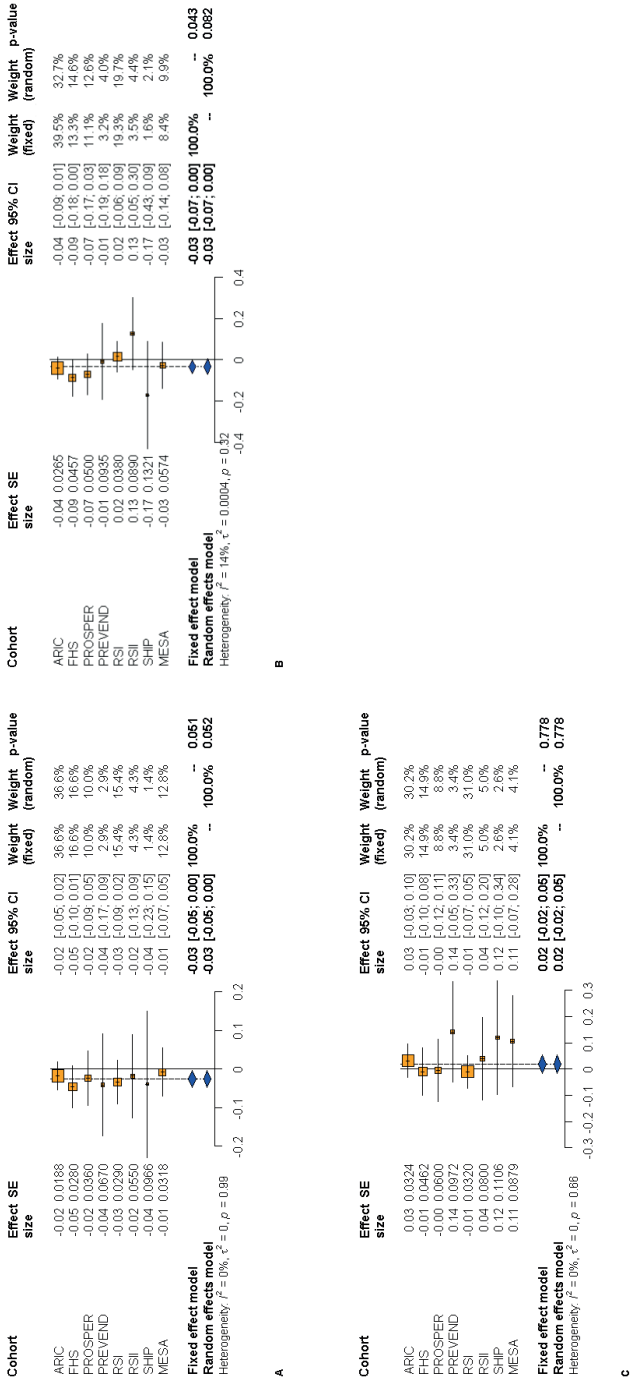 Cohort Effect size SE Effect size 95% CI Weight (fixed) Weight (random) p-value
ARIC -0.02 0.0188 -0.02 [-0.05; 0.02] 36.6% 36.6%
FHS -0.05 0.0280 -0.05 [-0.10; 0.01] 16.6% 16.6%
PROSPER -0.02 0.0360 -0.02 [-0.09; 0.05] 10.0% 10.0%
PREVEND -0.04 0.0670 -0.04 [-0.17; 0.09] 2.9% 2.9%
RSI -0.03 0.0290 -0.03 [-0.09; 0.02] 15.4% 15.4%
RSII -0.02 0.0550 -0.02 [-0.13; 0.09] 4.3% 4.3%
SHIP -0.04 0.0966 -0.04 [-0.23; 0.15] 1.4% 1.4%
MESA -0.01 0.0318 -0.01 [-0.07; 0.05] 12.8% 12.8%
Fixed effect model -0.03 [-0.05; 0.00] 100.0% -- 0.051
Random effects model -0.03 [-0.05; 0.00] -- 100.0% 0.052
Heterogeneity: I² = 0%, τ² = 0, p = 0.99
-0.2 -0.1 0 0.1 0.2
A
Cohort Effect size SE Effect size 95% CI Weight (fixed) Weight (random) p-value
ARIC -0.04 0.0265 -0.04 [-0.09; 0.01] 39.5% 32.7%
FHS -0.09 0.0457 -0.09 [-0.18; 0.00] 13.3% 14.6%
PROSPER -0.07 0.0500 -0.07 [-0.17; 0.03] 11.1% 12.6%
PREVEND -0.01 0.0935 -0.01 [-0.19; 0.18] 3.2% 4.0%
RSI 0.02 0.0380 0.02 [-0.06; 0.09] 19.3% 19.7%
RSII 0.13 0.0890 0.13 [-0.05; 0.30] 3.5% 4.4%
SHIP -0.17 0.1321 -0.17 [-0.43; 0.09] 1.6% 2.1%
MESA -0.03 0.0574 -0.03 [-0.14; 0.08] 8.4% 9.9%
Fixed effect model -0.03 [-0.07; 0.00] 100.0% -- 0.043
Random effects model -0.03 [-0.07; 0.00] -- 100.0% 0.082
Heterogeneity: I² = 14%, τ² = 0.0004, p = 0.32
-0.4 -0.2 0 0.2 0.4
B
Cohort Effect size SE Effect size 95% CI Weight (fixed) Weight (random) p-value
ARIC 0.03 0.0324 0.03 [-0.03; 0.10] 30.2% 30.2%
FHS -0.01 0.0462 -0.01 [-0.10; 0.08] 14.9% 14.9%
PROSPER -0.00 0.0600 -0.00 [-0.12; 0.11] 8.8% 8.8%
PREVEND 0.14 0.0972 0.14 [-0.05; 0.33] 3.4% 3.4%
RSI -0.01 0.0320 -0.01 [-0.07; 0.05] 31.0% 31.0%
RSII 0.04 0.0800 0.04 [-0.12; 0.20] 5.0% 5.0%
SHIP 0.12 0.1106 0.12 [-0.10; 0.34] 2.6% 2.6%
MESA 0.11 0.0879 0.11 [-0.07; 0.28] 4.1% 4.1%
Fixed effect model 0.02 [-0.02; 0.05] 100.0% -- 0.778
Random effects model 0.02 [-0.02; 0.05] -- 100.0% 0.778
Heterogeneity: I² = 0%, τ² = 0, p = 0.66
-0.3 -0.2 -0.1 0 0.1 0.2 0.3
C